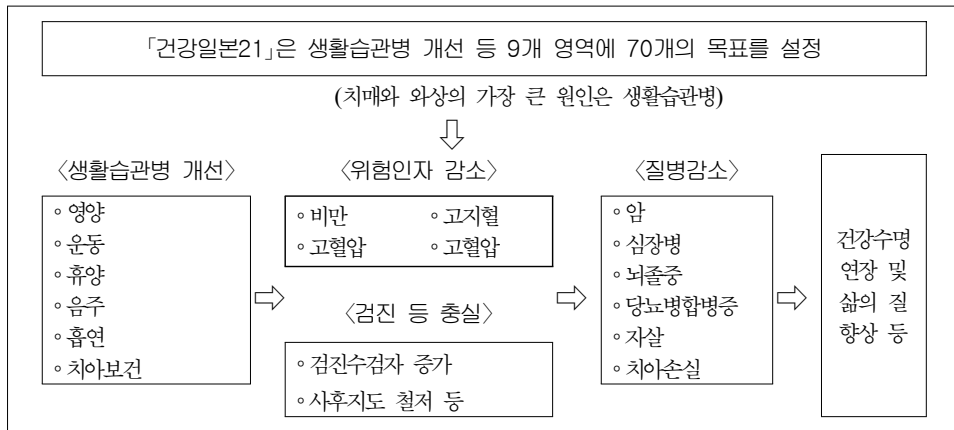 「건강일본21」은 생활습관병 개선 등 9개 영역에 70개의 목표를 설정
(치매와 와상의 가장 큰 원인은 생활습관병)
〈생활습관병 개선〉
◦영양
◦운동
◦휴양
◦음주
◦흡연
◦치아보건
〈위험인자 감소〉
◦비만 ◦고지혈
◦고혈압 ◦고혈압
〈검진 등 충실〉
◦검진수검자 증가
◦사후지도 철저 등
〈질병감소〉
◦암
◦심장병
◦뇌졸중
◦당뇨병합병증
◦자살
◦치아손실
건강수명
연장 및
삶의 질
향상 등